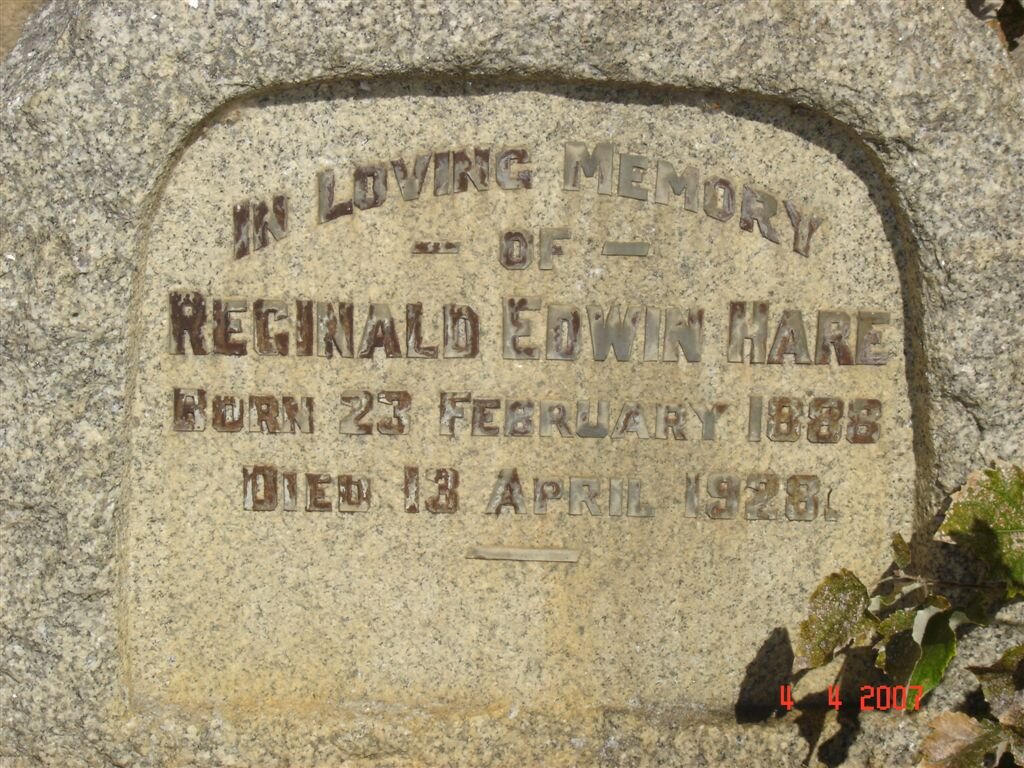 IN LOVING MEMORY
— OF —
REGINALD EDWIN HARE
BORN 23 FEBRUARY 1888
DIED 13 APRIL 1928.
4 4 2007